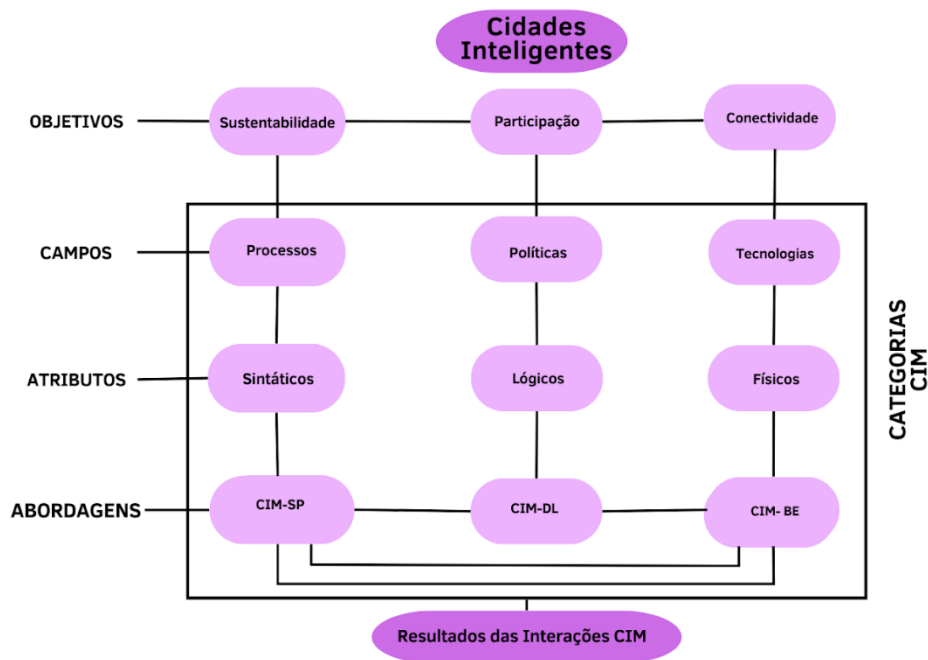 Cidades
Inteligentes
OBJETIVOS
Sustentabilidade
Participação
Conectividade
CAMPOS
Processos
Políticas
Tecnologias
ATRIBUTOS
Sintáticos
Lógicos
Físicos
ABORDAGENS
CIM-SP
CIM-DL
CIM- BE
CATEGORIAS
CIM
Resultados das Interações CIM